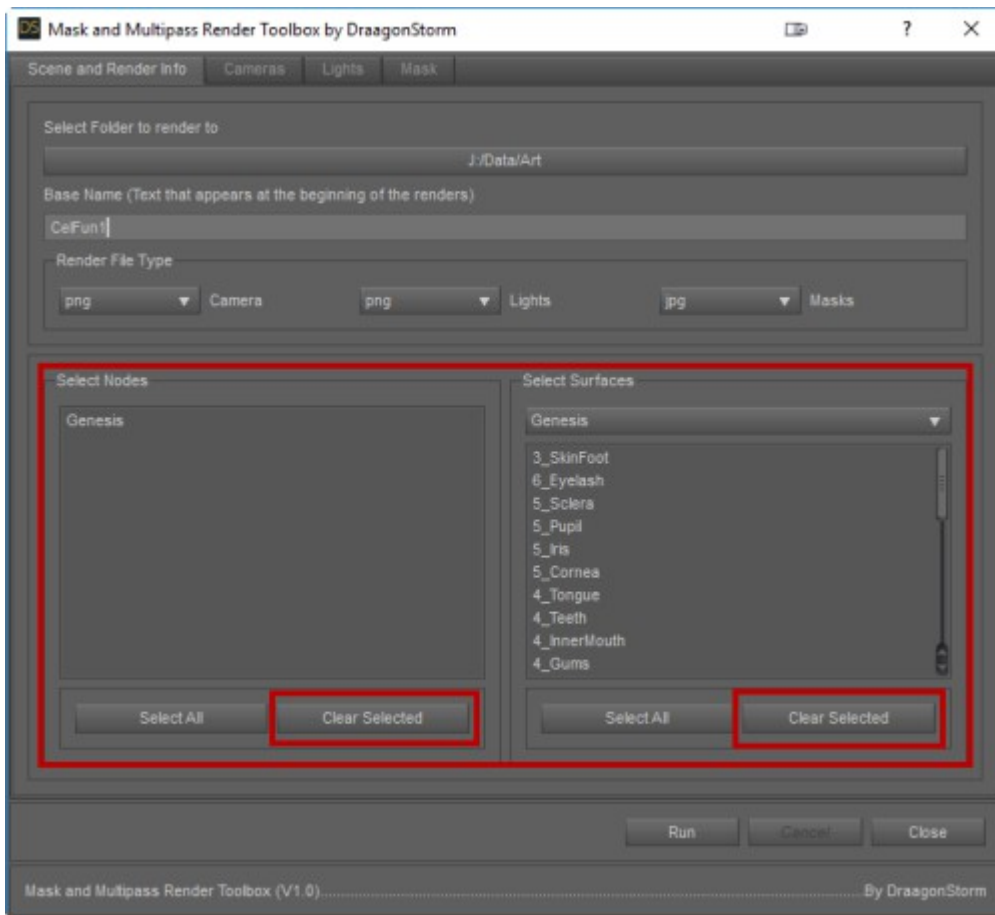 DS Mask and Multipass Render Toolbox by DraagonStorm ?
Scene and Render Info Cameras Lights Mask
Select Folder to render to
J:/Data/Art
Base Name (Text that appears at the beginning of the renders)
CelFun1
Render File Type
png Camera png Lights jpg Masks
Select Nodes
Genesis
Select All Clear Selected
Select Surfaces
Genesis
3_SkinFoot
6_Eyelash
5_Sclera
5_Pupil
5_Iris
5_Cornea
4_Tongue
4_Teeth
4_InnerMouth
4_Gums
Select All Clear Selected
Run Cancel Close
Mask and Multipass Render Toolbox (V1.0)..........................................................................................................By DraagonStorm